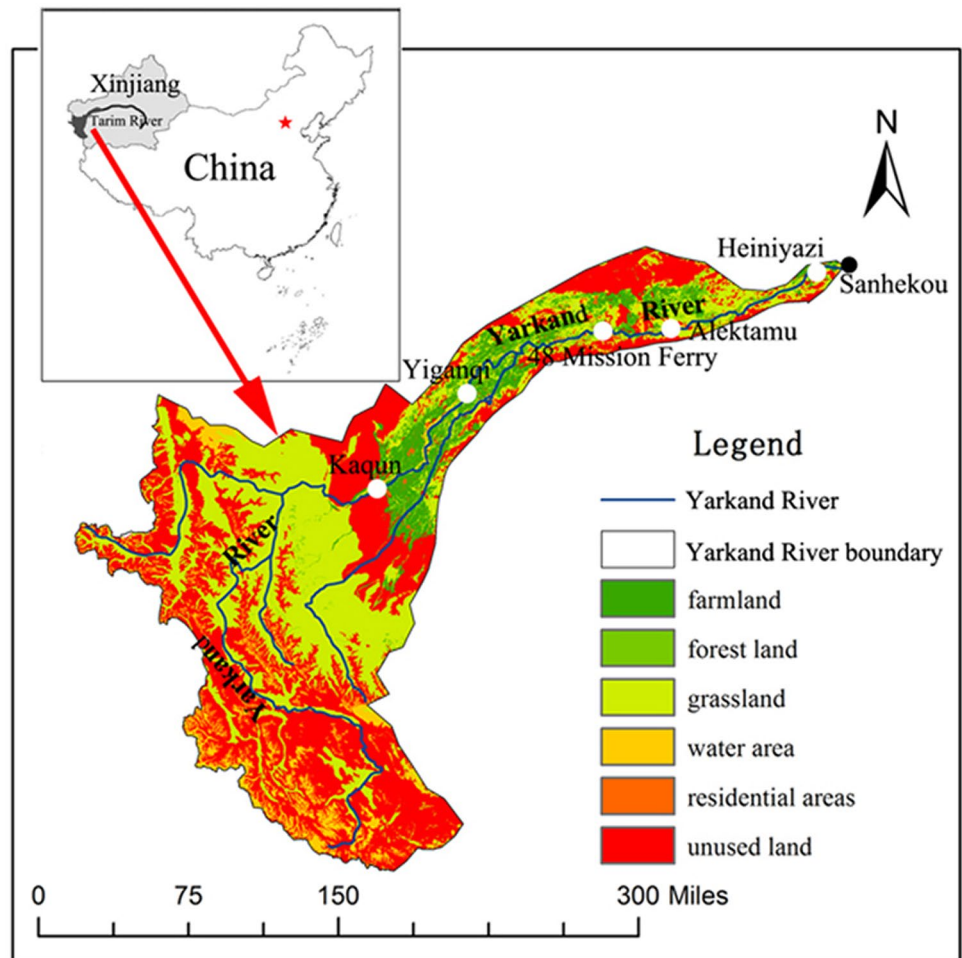 Xinjiang
Tarim River
China
N
Heiniyazi
Sanhekou
Yarkand
River
Alektamu
48 Mission Ferry
Yiganqi
Kaqun
River
Yarkand
Legend
Yarkand River
Yarkand River boundary
farmland
forest land
grassland
water area
residential areas
unused land
0 75 150 300 Miles